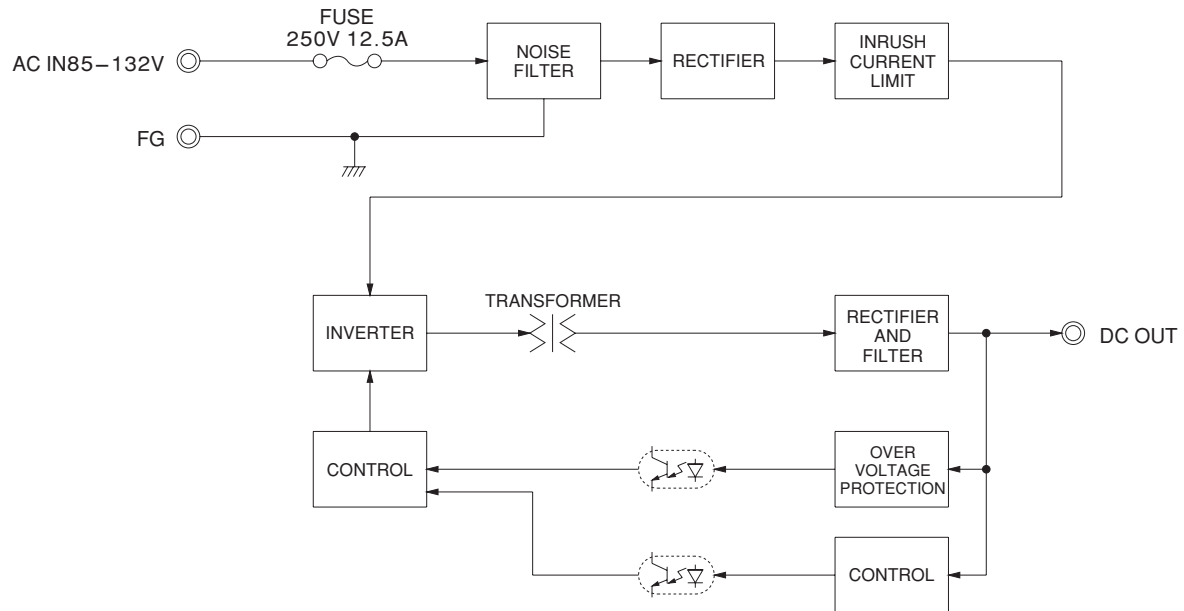 FUSE
250V 12.5A
AC IN85–132V
NOISE
FILTER
RECTIFIER
INRUSH
CURRENT
LIMIT
FG
INVERTER
TRANSFORMER
RECTIFIER
AND
FILTER
DC OUT
CONTROL
OVER
VOLTAGE
PROTECTION
CONTROL